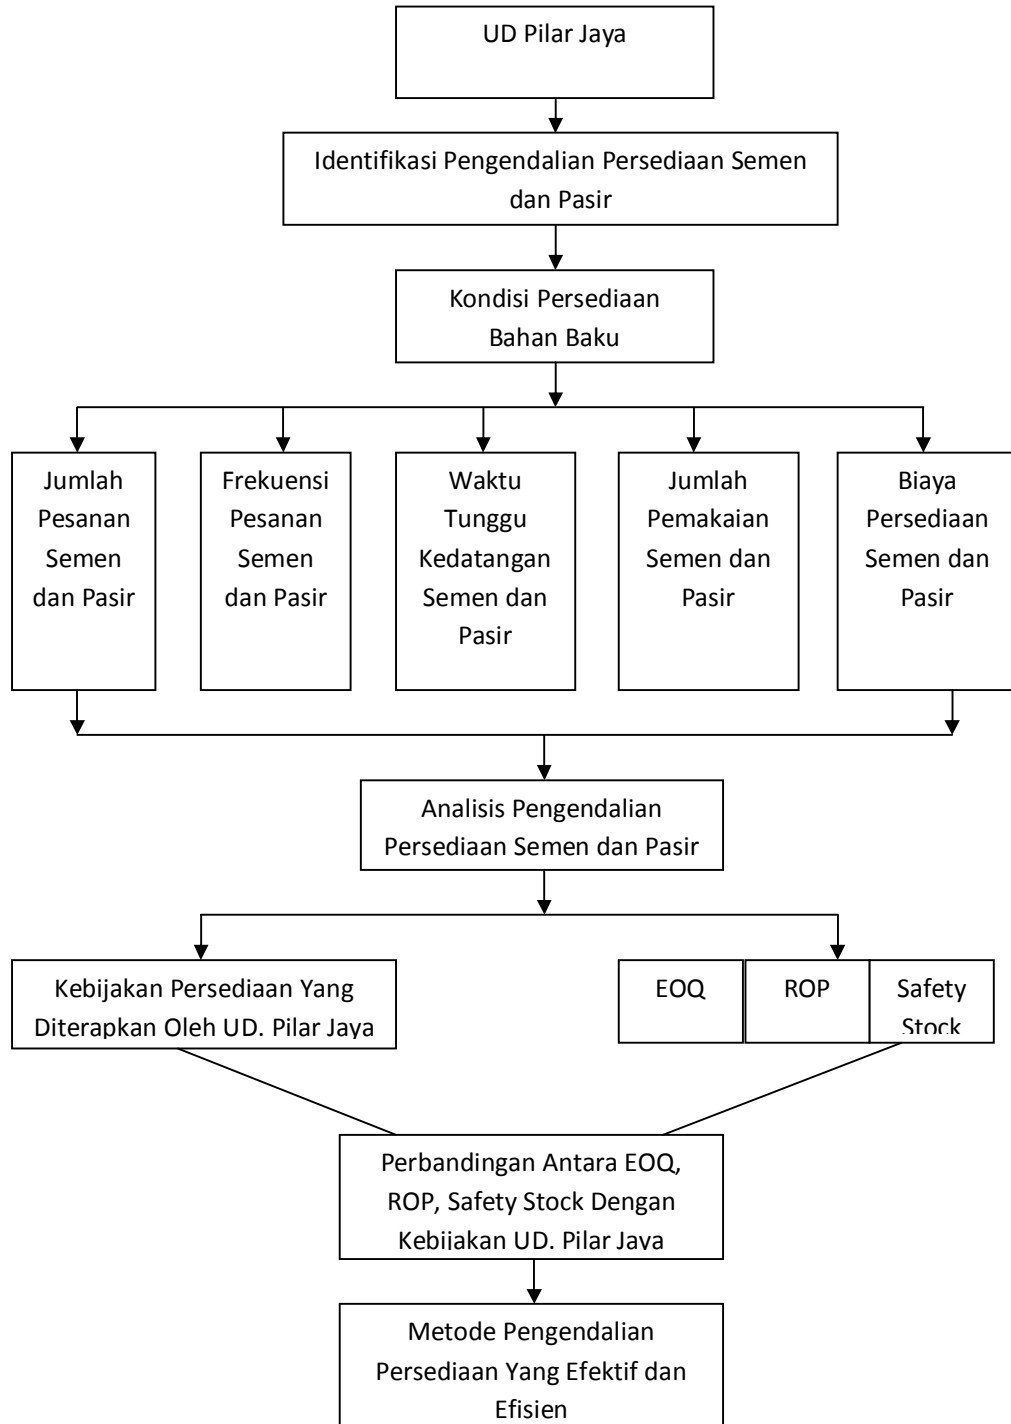 UD Pilar Jaya
Identifikasi Pengendalian Persediaan Semen
dan Pasir
Kondisi Persediaan
Bahan Baku
Jumlah
Pesanan
Semen
dan Pasir
Frekuensi
Pesanan
Semen
dan Pasir
Waktu
Tunggu
Kedatangan
Semen dan
Pasir
Jumlah
Pemakaian
Semen dan
Pasir
Biaya
Persediaan
Semen dan
Pasir
Analisis Pengendalian
Persediaan Semen dan Pasir
Kebijakan Persediaan Yang
Diterapkan Oleh UD. Pilar Jaya
EOQ
ROP
Safety
Stock
Perbandingan Antara EOQ,
ROP, Safety Stock Dengan
Kebijakan UD. Pilar Jaya
Metode Pengendalian
Persediaan Yang Efektif dan
Efisien